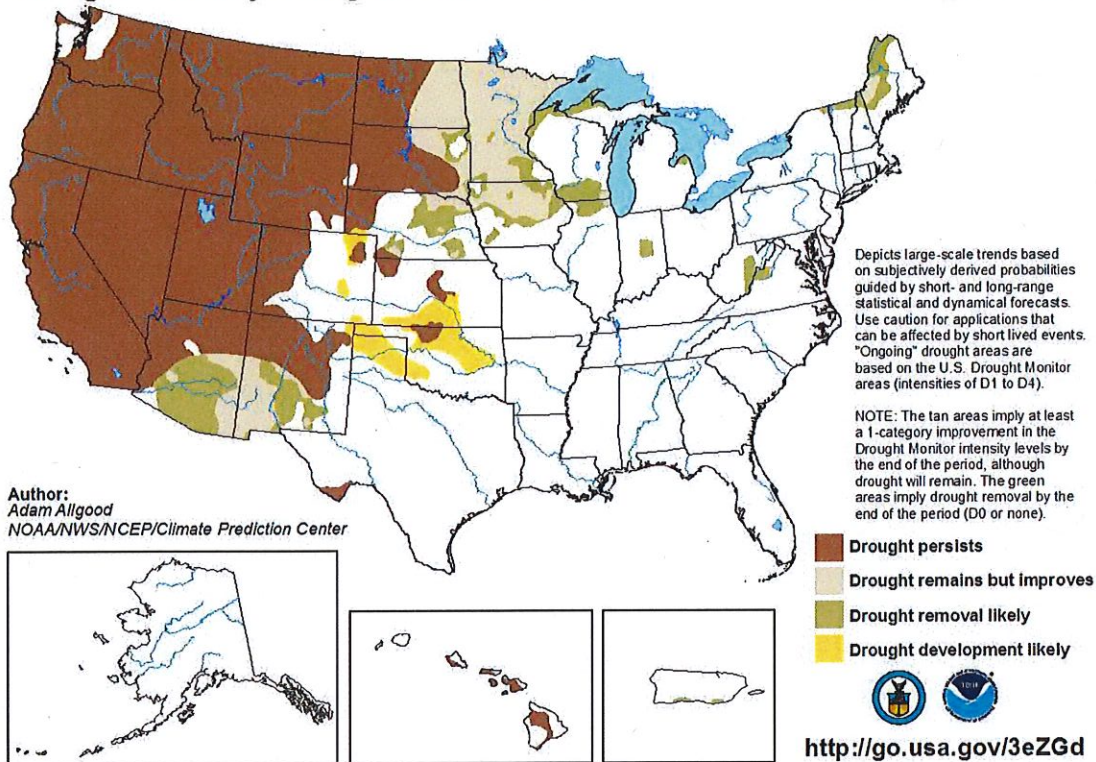 Depicts large-scale trends based
on subjectively derived probabilities
guided by short- and long-range
statistical and dynamical forecasts.
Use caution for applications that
can be affected by short lived events.
"Ongoing" drought areas are
based on the U.S. Drought Monitor
areas (intensities of D1 to D4).
NOTE: The tan areas imply at least
a 1-category improvement in the
Drought Monitor intensity levels by
the end of the period, although
drought will remain. The green
areas imply drought removal by the
end of the period (D0 or none).
Author:
Adam Allgood
NOAA/NWS/NCEP/Climate Prediction Center
Drought persists
Drought remains but improves
Drought removal likely
Drought development likely
http://go.usa.gov/3eZGd